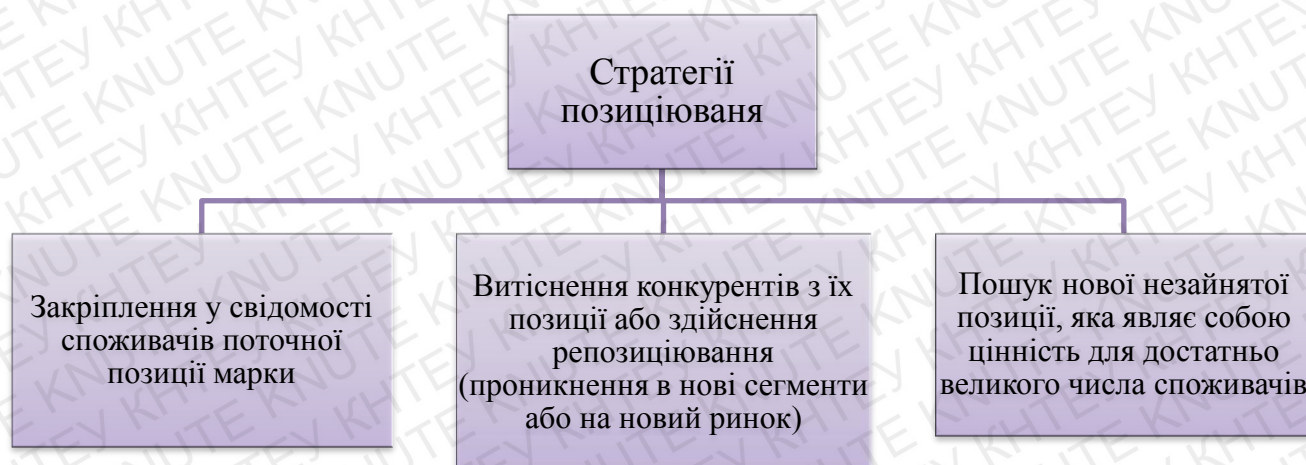 Стратегії
позиціюваня
Закріплення у свідомості
споживачів поточної
позиції марки
Витіснення конкурентів з їх
позиції або здійснення
репозиціювання
(проникнення в нові сегменти
або на новий ринок)
Пошук нової незайнятої
позиції, яка являє собою
цінність для достатньо
великого числа споживачів